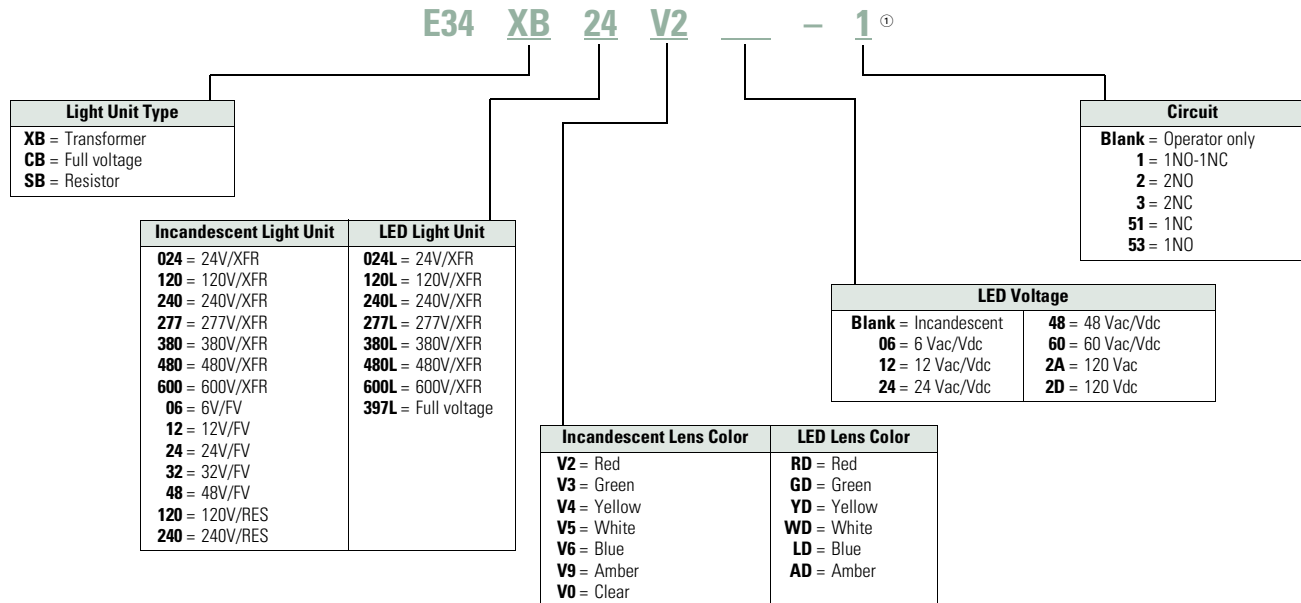 E34 XB 24 V2 ___ – 1 ①
Light Unit Type
XB = Transformer
CB = Full voltage
SB = Resistor
Circuit
Blank = Operator only
1 = 1NO-1NC
2 = 2NO
3 = 2NC
51 = 1NC
53 = 1NO
Incandescent Light Unit
024 = 24V/XFR
120 = 120V/XFR
240 = 240V/XFR
277 = 277V/XFR
380 = 380V/XFR
480 = 480V/XFR
600 = 600V/XFR
06 = 6V/FV
12 = 12V/FV
24 = 24V/FV
32 = 32V/FV
48 = 48V/FV
120 = 120V/RES
240 = 240V/RES
LED Light Unit
024L = 24V/XFR
120L = 120V/XFR
240L = 240V/XFR
277L = 277V/XFR
380L = 380V/XFR
480L = 480V/XFR
600L = 600V/XFR
397L = Full voltage
LED Voltage
Blank = Incandescent
06 = 6 Vac/Vdc
12 = 12 Vac/Vdc
24 = 24 Vac/Vdc
48 = 48 Vac/Vdc
60 = 60 Vac/Vdc
2A = 120 Vac
2D = 120 Vdc
Incandescent Lens Color
V2 = Red
V3 = Green
V4 = Yellow
V5 = White
V6 = Blue
V9 = Amber
V0 = Clear
LED Lens Color
RD = Red
GD = Green
YD = Yellow
WD = White
LD = Blue
AD = Amber